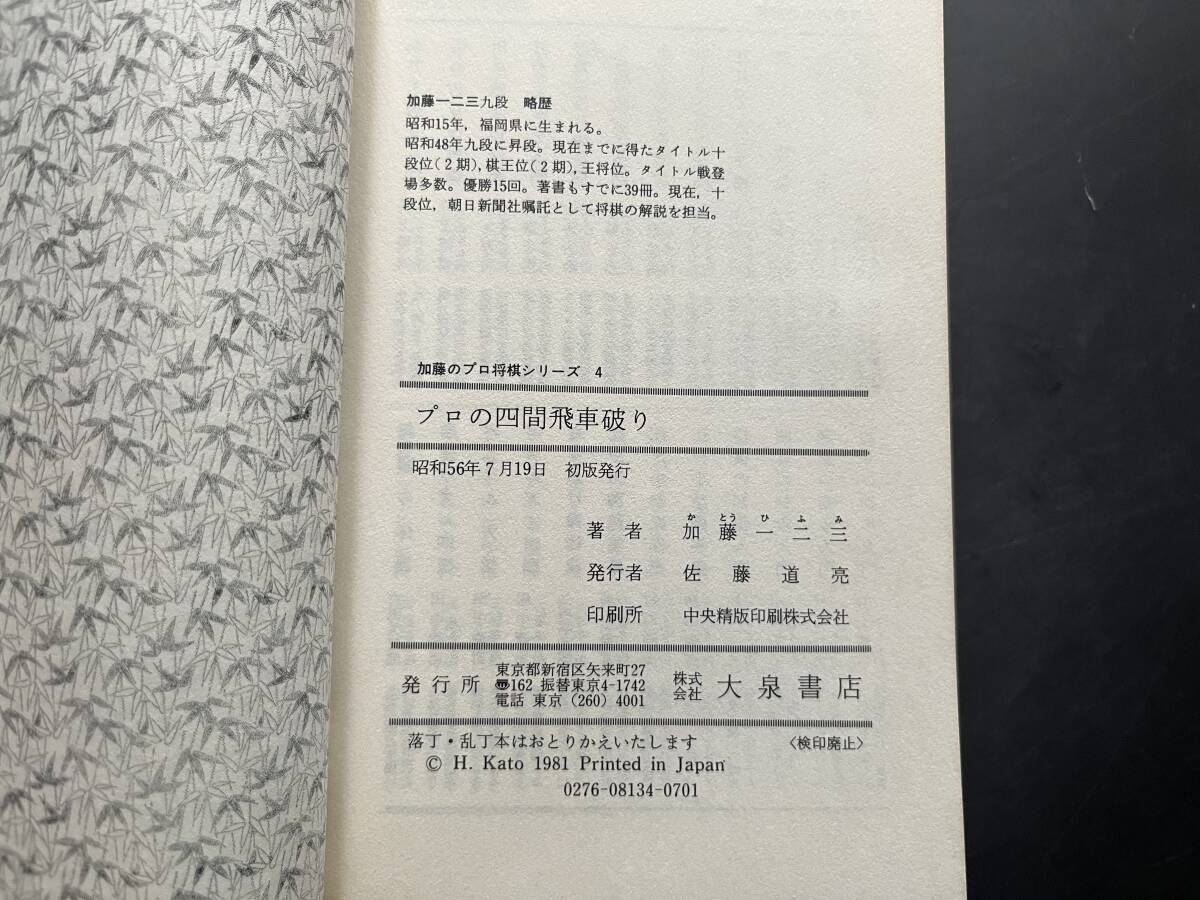 加藤一二三九段 略歴
昭和15年，福岡県に生まれる。
昭和48年九段に昇段。現在までに得たタイトル十
段位(2期),棋王位(2期),王将位。タイトル戦登
場多数。優勝15回。著書もすでに39冊。現在，十
段位，朝日新聞社嘱託として将棋の解説を担当。
加藤のプロ将棋シリーズ 4
プロの四間飛車破り
昭和56年7月19日 初版発行
か とう ひ ふ み
著者 加藤一二三
発行者 佐藤道亮
印刷所 中央精版印刷株式会社
発行所 東京都新宿区矢来町27
〠162 振替東京4-1742
電話 東京(260)4001
株式会社 大泉書店
落丁・乱丁本はおとりかえいたします 〈検印廃止〉
© H. Kato 1981 Printed in Japan
0276-08134-0701